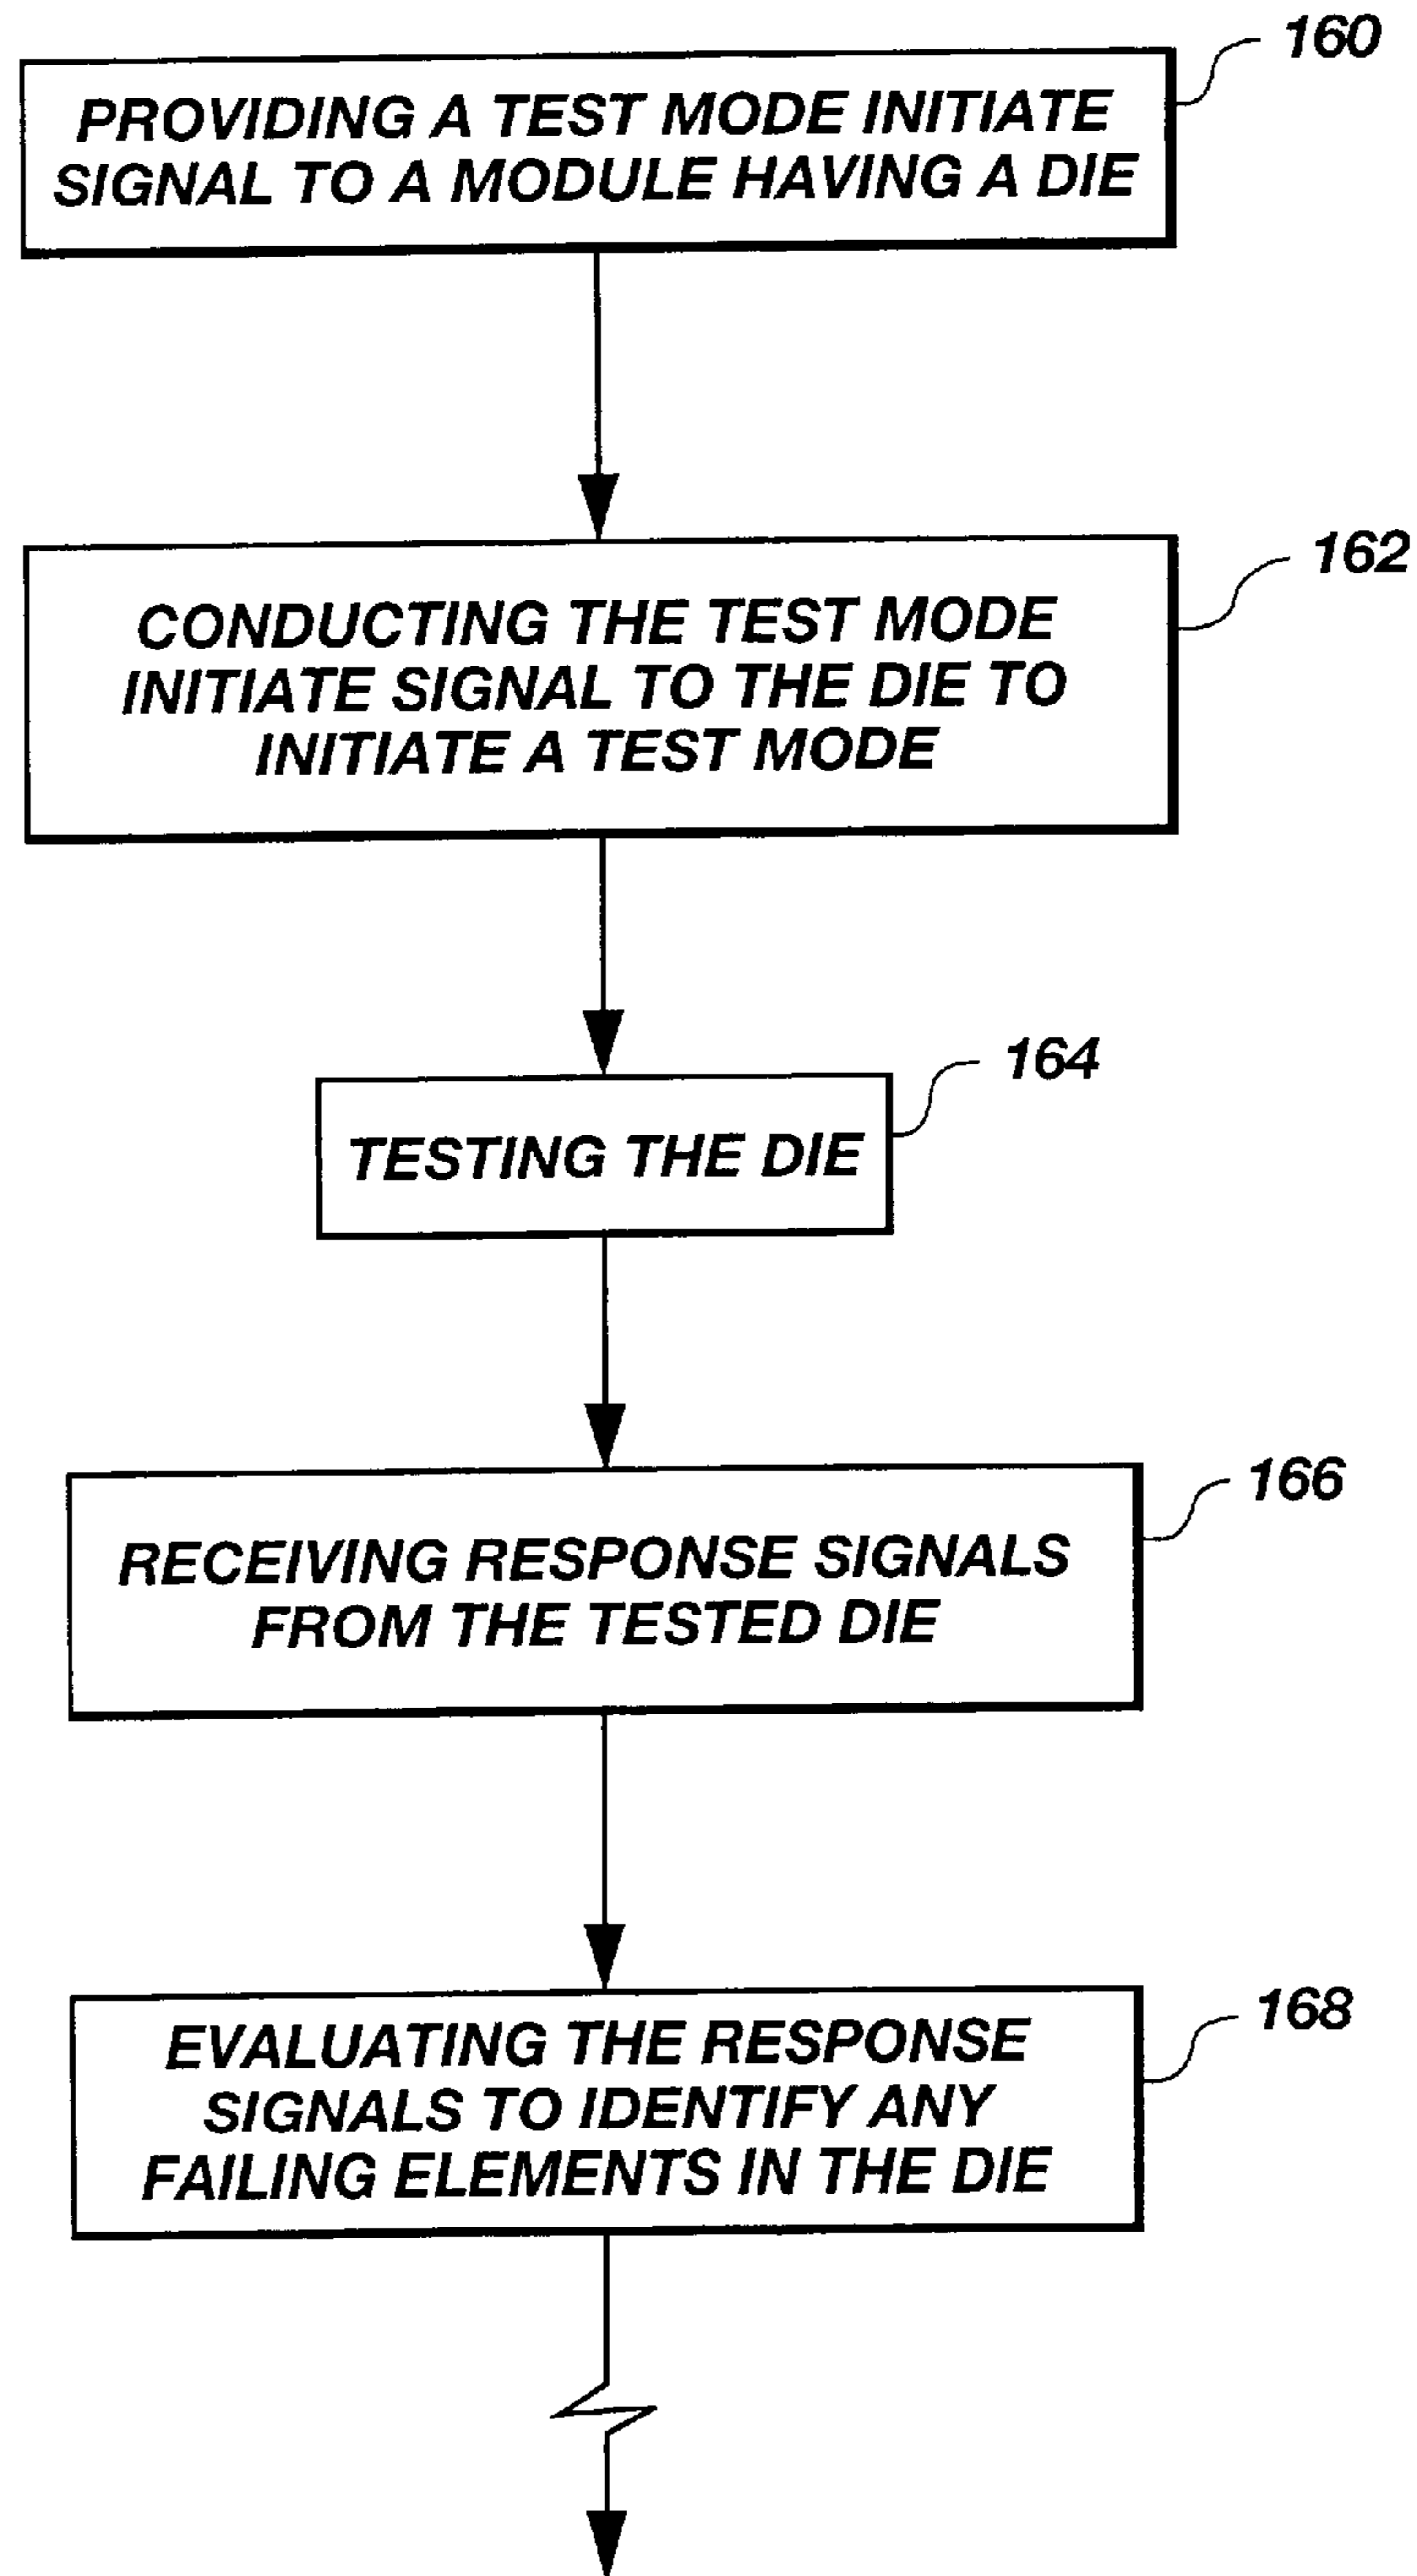 160
PROVIDING A TEST MODE INITIATE
SIGNAL TO A MODULE HAVING A DIE
162
CONDUCTING THE TEST MODE
INITIATE SIGNAL TO THE DIE TO
INITIATE A TEST MODE
164
TESTING THE DIE
166
RECEIVING RESPONSE SIGNALS
FROM THE TESTED DIE
168
EVALUATING THE RESPONSE
SIGNALS TO IDENTIFY ANY
FAILING ELEMENTS IN THE DIE